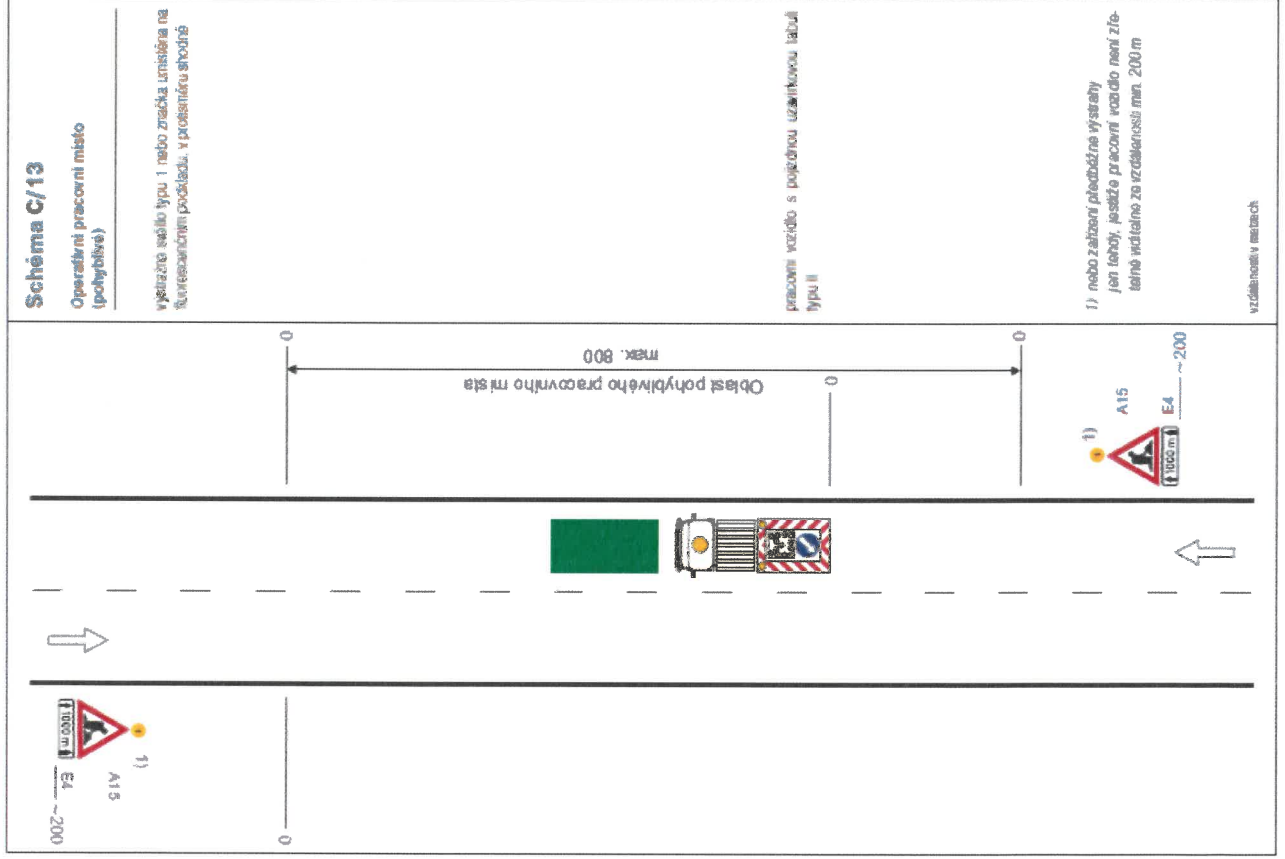 Schéma C/13
Operativní pracovní místo
(pohyblivé)
výstražné světlo typu 1 nebo značka umístěna na
fluorescenčním podkladu, v protisměru shodně
pracovní vozidlo s pojízdnou uzavírkovou tabulí
typu II
1) nebo zařízení předběžné výstrahy
jen tehdy, jestliže pracovní vozidlo není zře-
telně viditelné ze vzdálenosti min. 200 m
vzdálenosti v metrech
E4
~200
1000 m
A15
1)
0
0
max. 800
Oblast pohyblivého pracovního místa
0
0
1)
A15
1000 m
E4
~200